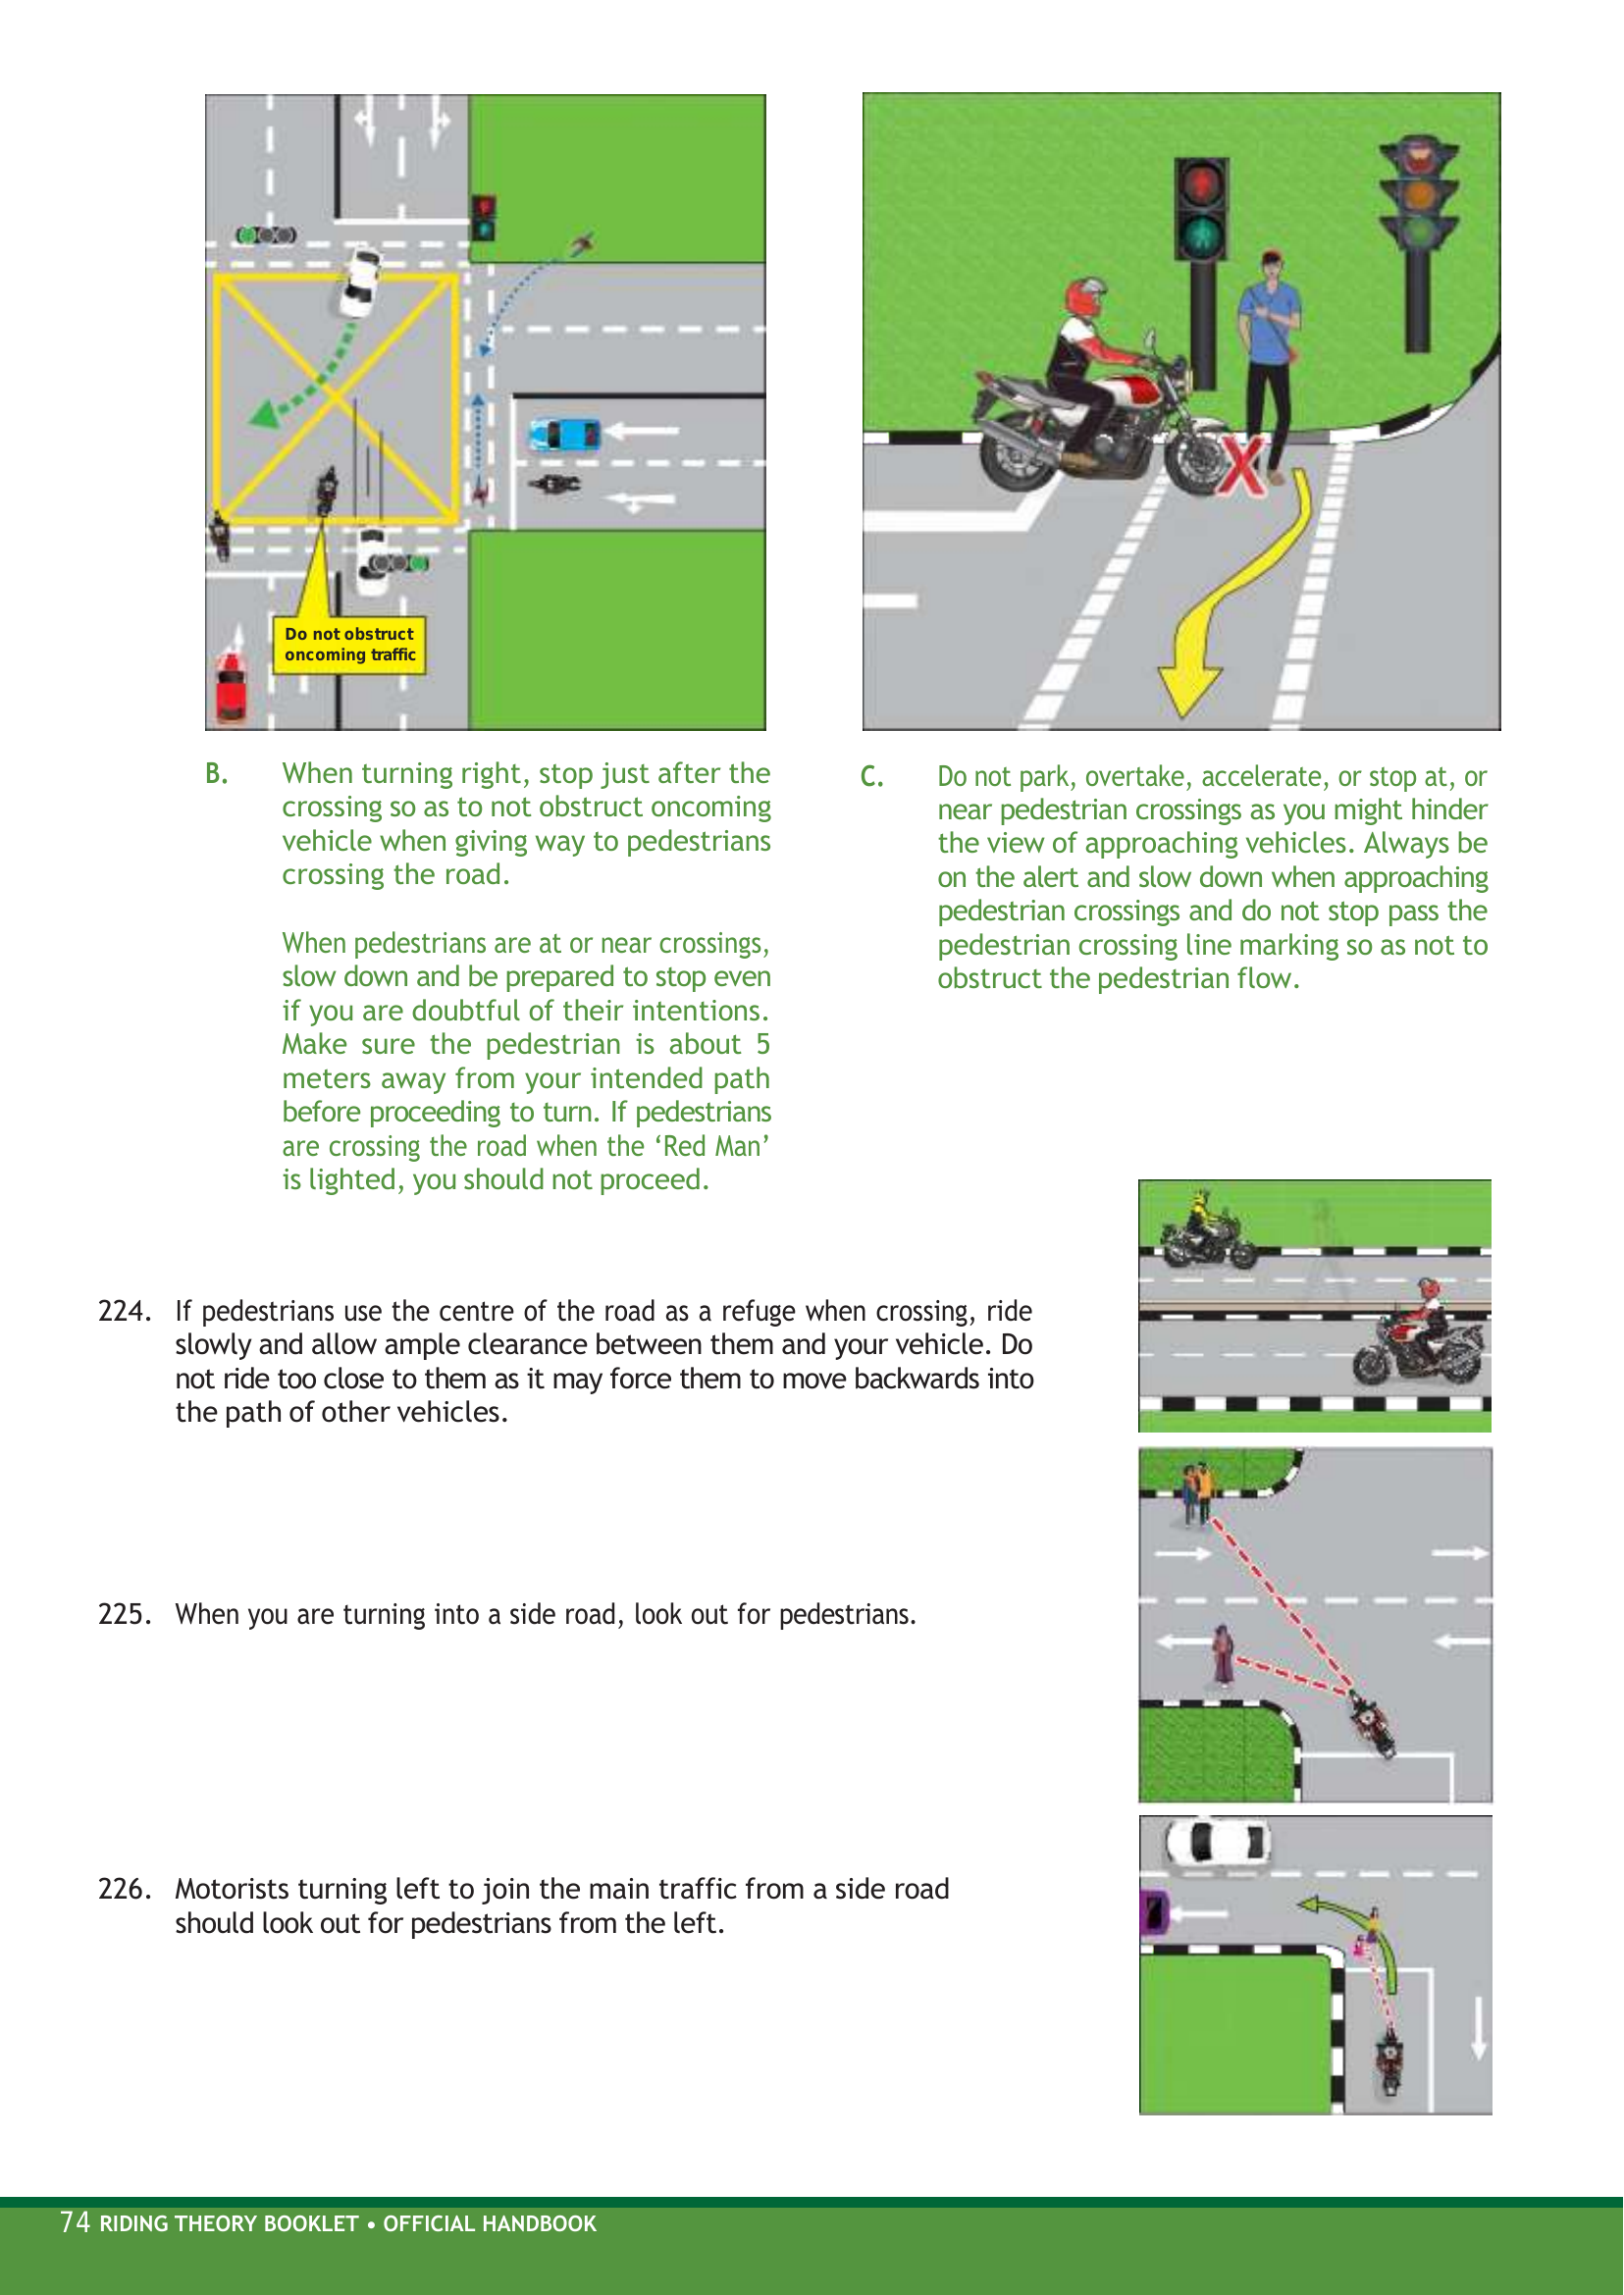 Do not obstruct
oncoming traffic
B. When turning right, stop just after the
crossing so as to not obstruct oncoming
vehicle when giving way to pedestrians
crossing the road.
When pedestrians are at or near crossings,
slow down and be prepared to stop even
if you are doubtful of their intentions.
Make sure the pedestrian is about 5
meters away from your intended path
before proceeding to turn. If pedestrians
are crossing the road when the ‘Red Man’
is lighted, you should not proceed.
X
C. Do not park, overtake, accelerate, or stop at, or
near pedestrian crossings as you might hinder
the view of approaching vehicles. Always be
on the alert and slow down when approaching
pedestrian crossings and do not stop pass the
pedestrian crossing line marking so as not to
obstruct the pedestrian flow.
224. If pedestrians use the centre of the road as a refuge when crossing, ride
slowly and allow ample clearance between them and your vehicle. Do
not ride too close to them as it may force them to move backwards into
the path of other vehicles.
225. When you are turning into a side road, look out for pedestrians.
226. Motorists turning left to join the main traffic from a side road
should look out for pedestrians from the left.
74 RIDING THEORY BOOKLET • OFFICIAL HANDBOOK